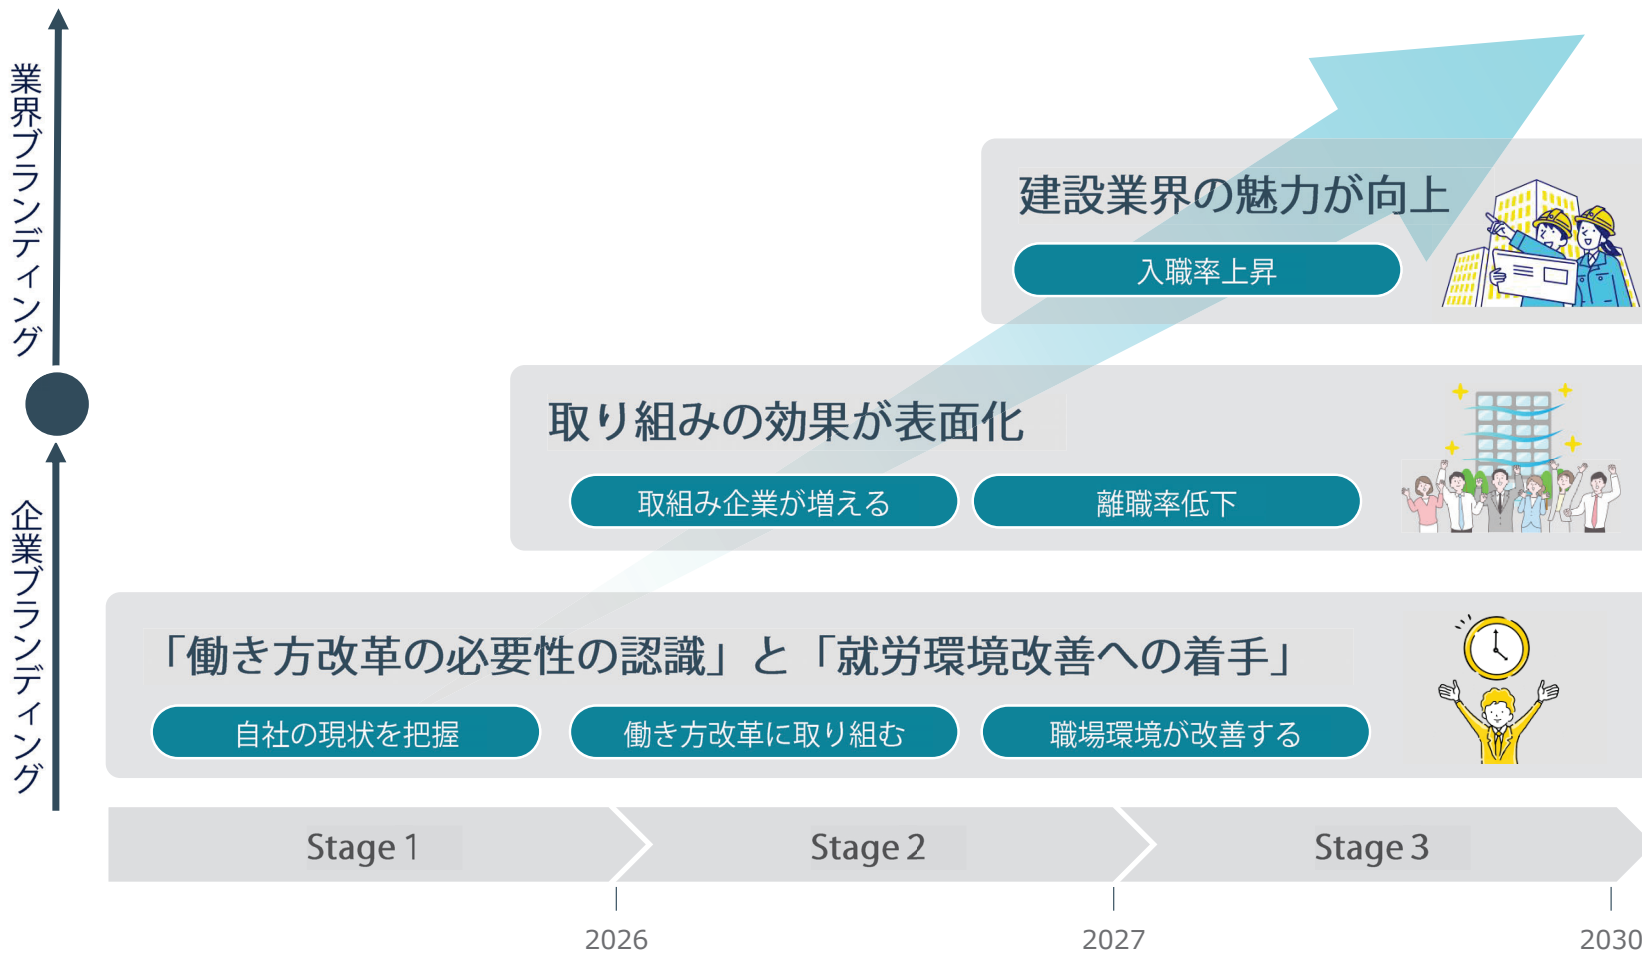 業界ブランディング
企業ブランディング
建設業界の魅力が向上
入職率上昇
取り組みの効果が表面化
取組み企業が増える
離職率低下
「働き方改革の必要性の認識」と「就労環境改善への着手」
自社の現状を把握
働き方改革に取り組む
職場環境が改善する
Stage 1
Stage 2
Stage 3
2026
2027
2030